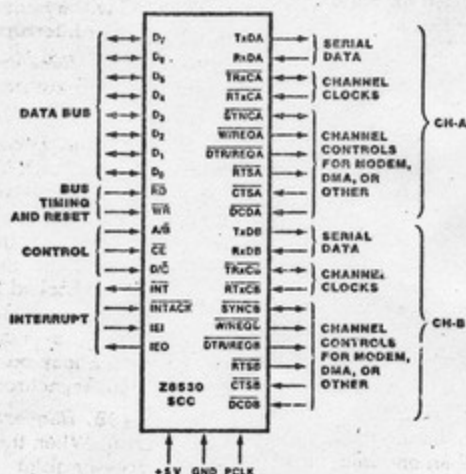 DATA BUS
BUS
TIMING
AND RESET
CONTROL
INTERRUPT
D7
D6
D5
D4
D3
D2
D1
D0
RD
WR
A/B
CE
D/C
INT
INTACK
IEI
IEO
Z8530
SCC
TxDA
RxDA
TRxCA
RTxCA
SYNCA
W/REQA
DTR/REQA
RTSA
CTSA
DCDA
TxDB
RxDB
TRxCB
RTxCB
SYNCB
W/REQB
DTR/REQB
RTSB
CTSB
DCDB
SERIAL
DATA
CHANNEL
CLOCKS
CHANNEL
CONTROLS
FOR MODEM,
DMA, OR
OTHER
CH-A
SERIAL
DATA
CHANNEL
CLOCKS
CHANNEL
CONTROLS
FOR MODEM,
DMA, OR
OTHER
CH-B
+5V GND PCLK